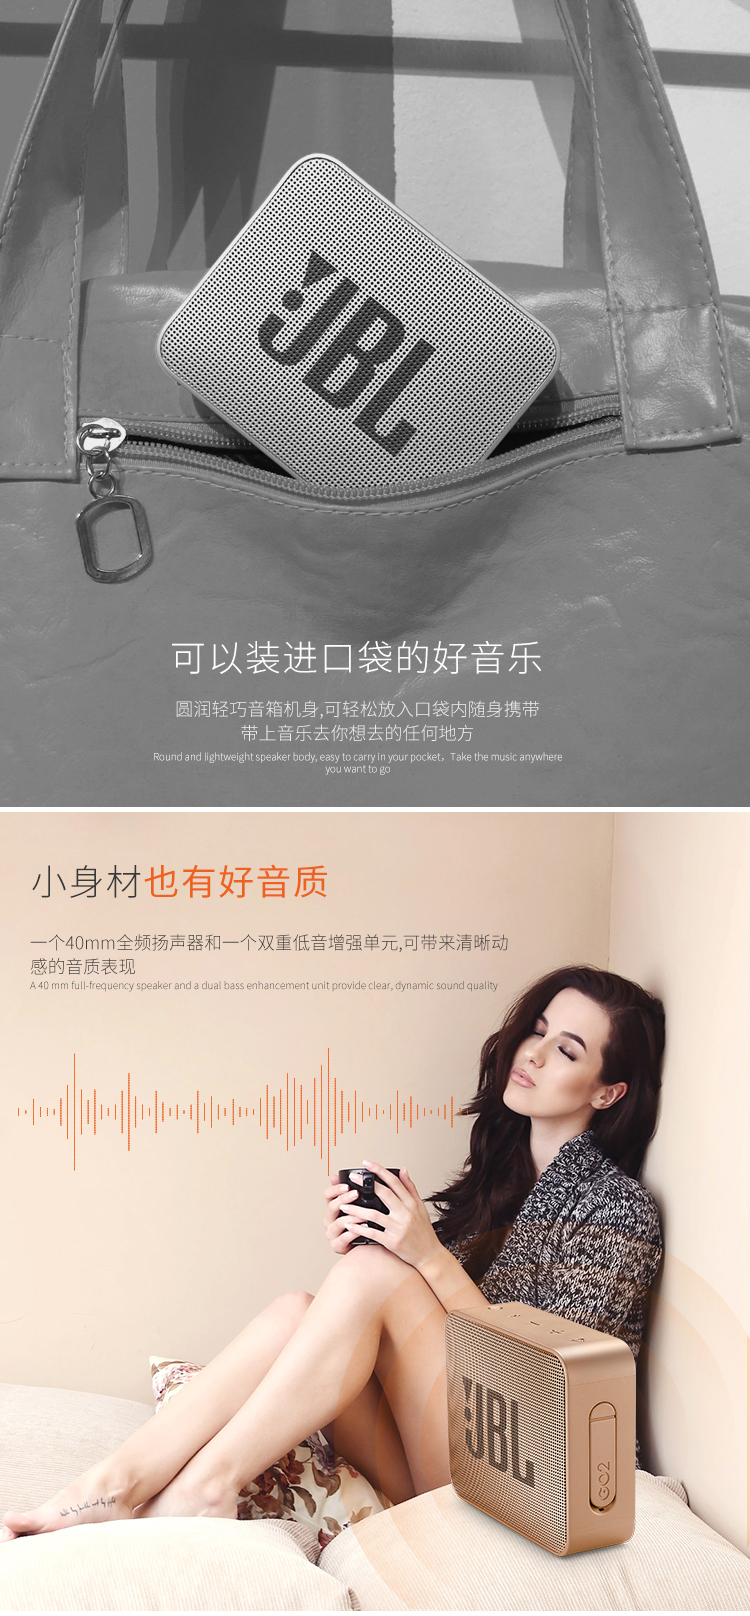 JBL
可以装进口袋的好音乐
圆润轻巧音箱机身,可轻松放入口袋内随身携带
带上音乐去你想去的任何地方
Round and lightweight speaker body, easy to carry in your pocket，Take the music anywhere
you want to go
小身材也有好音质
一个40mm全频扬声器和一个双重低音增强单元,可带来清晰动
感的音质表现
A 40 mm full-frequency speaker and a dual bass enhancement unit provide clear, dynamic sound quality
JBL
GO2